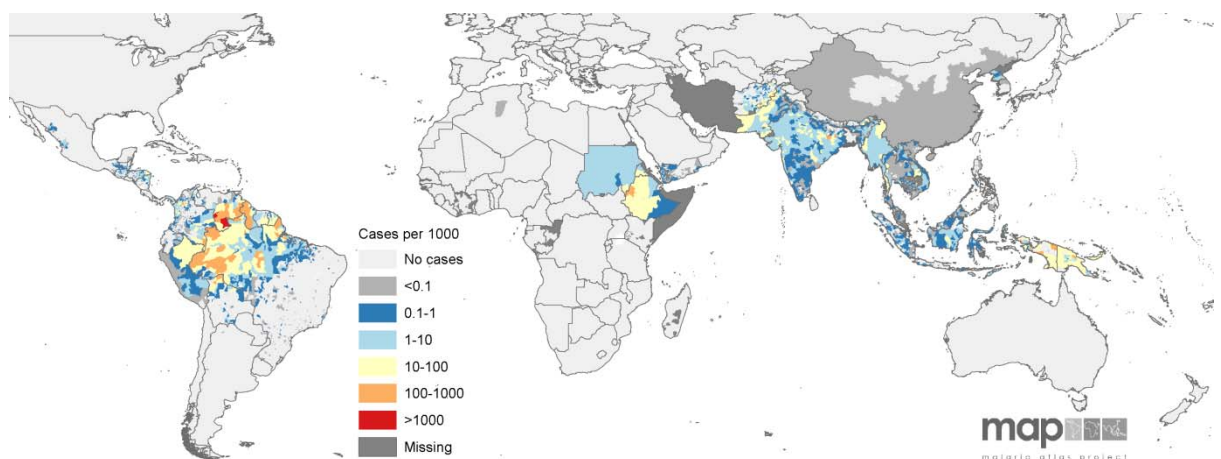 Cases per 1000
No cases
<0.1
0.1-1
1-10
10-100
100-1000
>1000
Missing
map
malaria atlas project